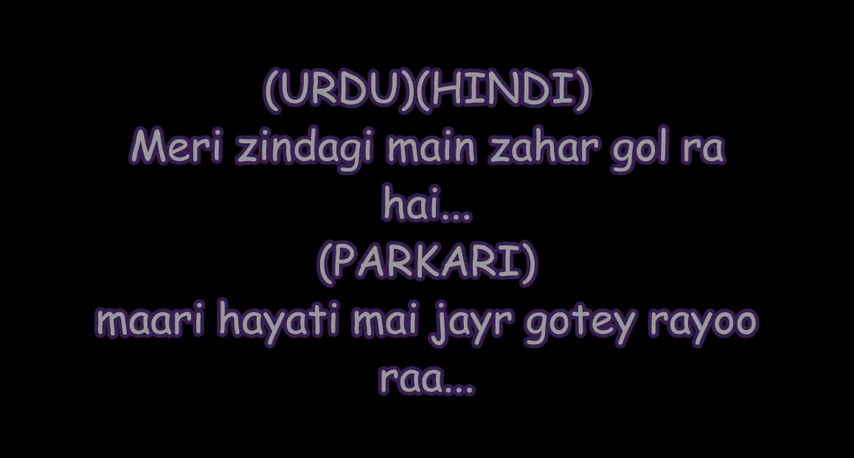 (URDU)(HINDI)
Meri zindagi main zahar gol ra
hai...
(PARKARI)
maari hayati mai jayr gotey rayoo
raa...